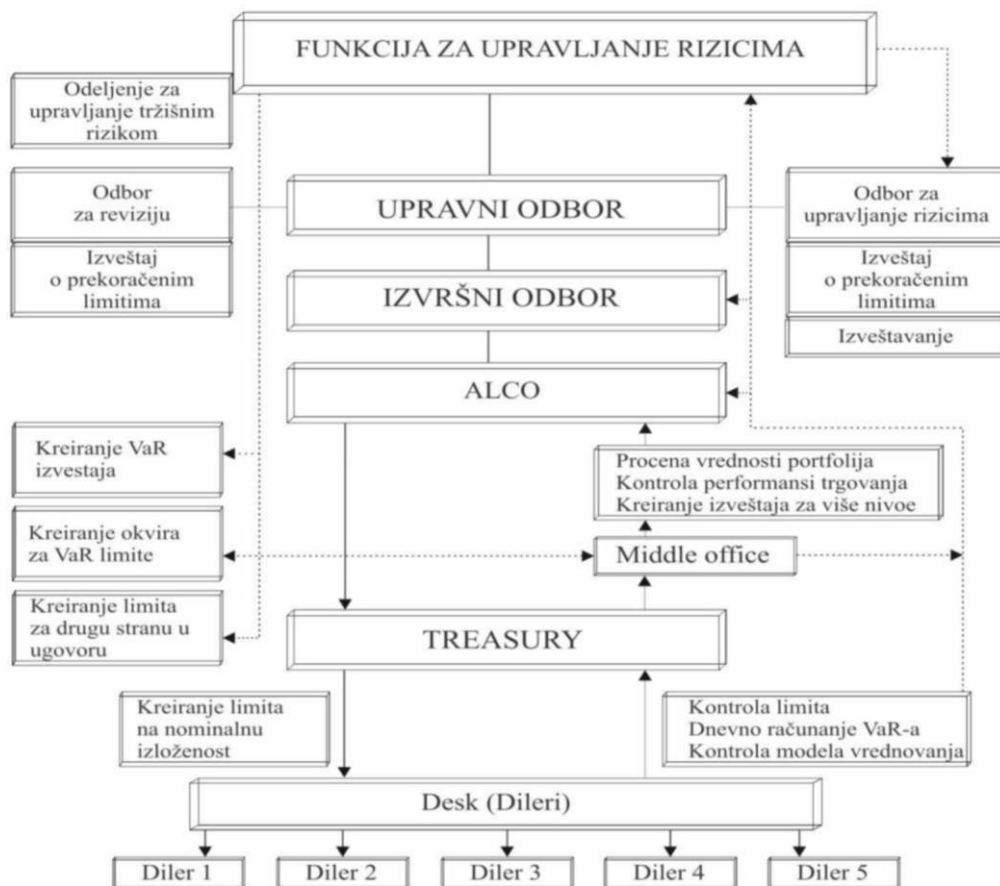 FUNKCIJA ZA UPRAVLJANJE RIZICIMA
Odeljenje za
upravljanje tržišnim
rizikom
Odbor
za reviziju
UPRAVNI ODBOR
Odbor za
upravljanje rizicima
Izveštaj
o prekoračenim
limitima
IZVRŠNI ODBOR
Izveštaj
o prekoračenim
limitima
Izveštavanje
ALCO
Kreiranje VaR
izvestaja
Procena vrednosti portfolija
Kontrola performansi trgovanja
Kreiranje izveštaja za više nivoe
Kreiranje okvira
za VaR limite
Middle office
Kreiranje limita
za drugu stranu u
ugovoru
TREASURY
Kreiranje limita
na nominalnu
izloženost
Kontrola limita
Dnevno računanje VaR-a
Kontrola modela vrednovanja
Desk (Dileri)
Diler 1
Diler 2
Diler 3
Diler 4
Diler 5